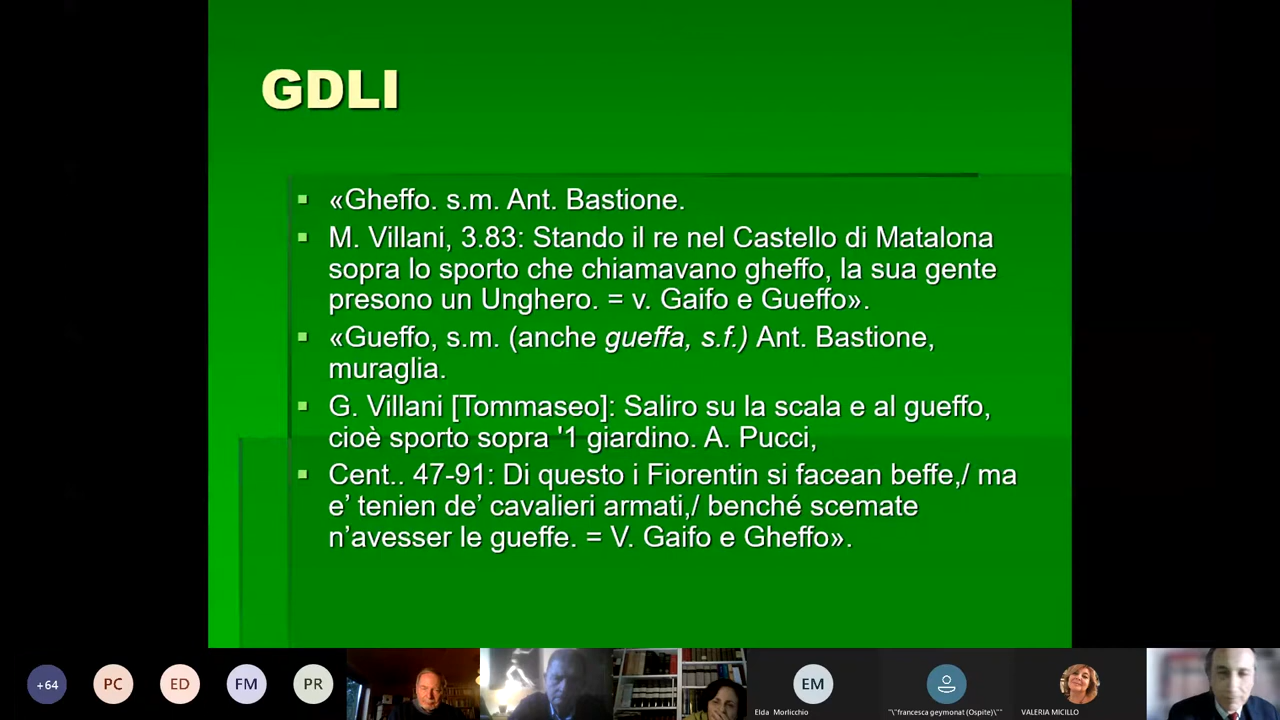 GDLI
«Gheffo. s.m. Ant. Bastione.
M. Villani, 3.83: Stando il re nel Castello di Matalona
sopra lo sporto che chiamavano gheffo, la sua gente
presono un Unghero. = v. Gaifo e Gueffo».
«Gueffo, s.m. (anche gueffa, s.f.) Ant. Bastione,
muraglia.
G. Villani [Tommaseo]: Saliro su la scala e al gueffo,
cioè sporto sopra '1 giardino. A. Pucci,
Cent.. 47-91: Di questo i Fiorentin si facean beffe,/ ma
e’ tenien de’ cavalieri armati,/ benché scemate
n’avesser le gueffe. = V. Gaifo e Gheffo».
+64
PC
ED
FM
PR
EM
Elda Morlicchio
"\"francesca geymonat (Ospite)\""
VALERIA MICILLO